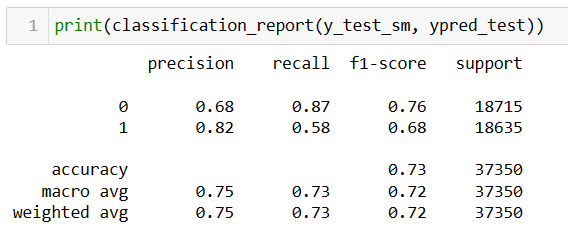 1 print(classification_report(y_test_sm, ypred_test))
precision recall f1-score support
0 0.68 0.87 0.76 18715
1 0.82 0.58 0.68 18635
accuracy 0.73 37350
macro avg 0.75 0.73 0.72 37350
weighted avg 0.75 0.73 0.72 37350